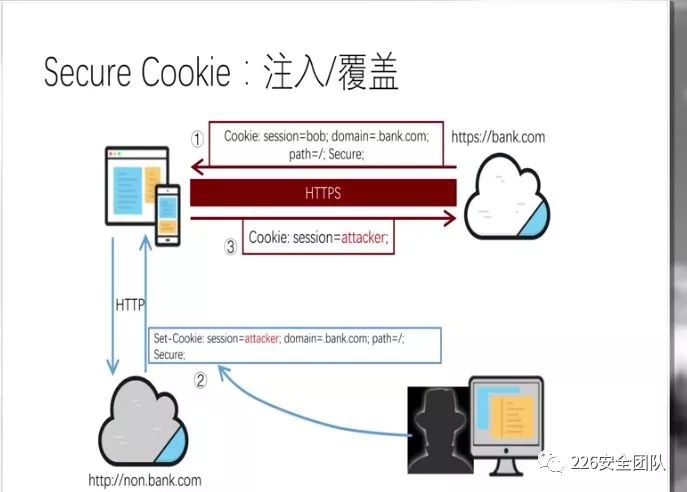 Secure Cookie：注入/覆盖
① Cookie: session=bob; domain=.bank.com;
path=/; Secure;
https://bank.com
HTTPS
③ Cookie: session=attacker;
HTTP
Set-Cookie: session=attacker; domain=.bank.com; path=/;
Secure;
②
http://non.bank.com
226安全团队